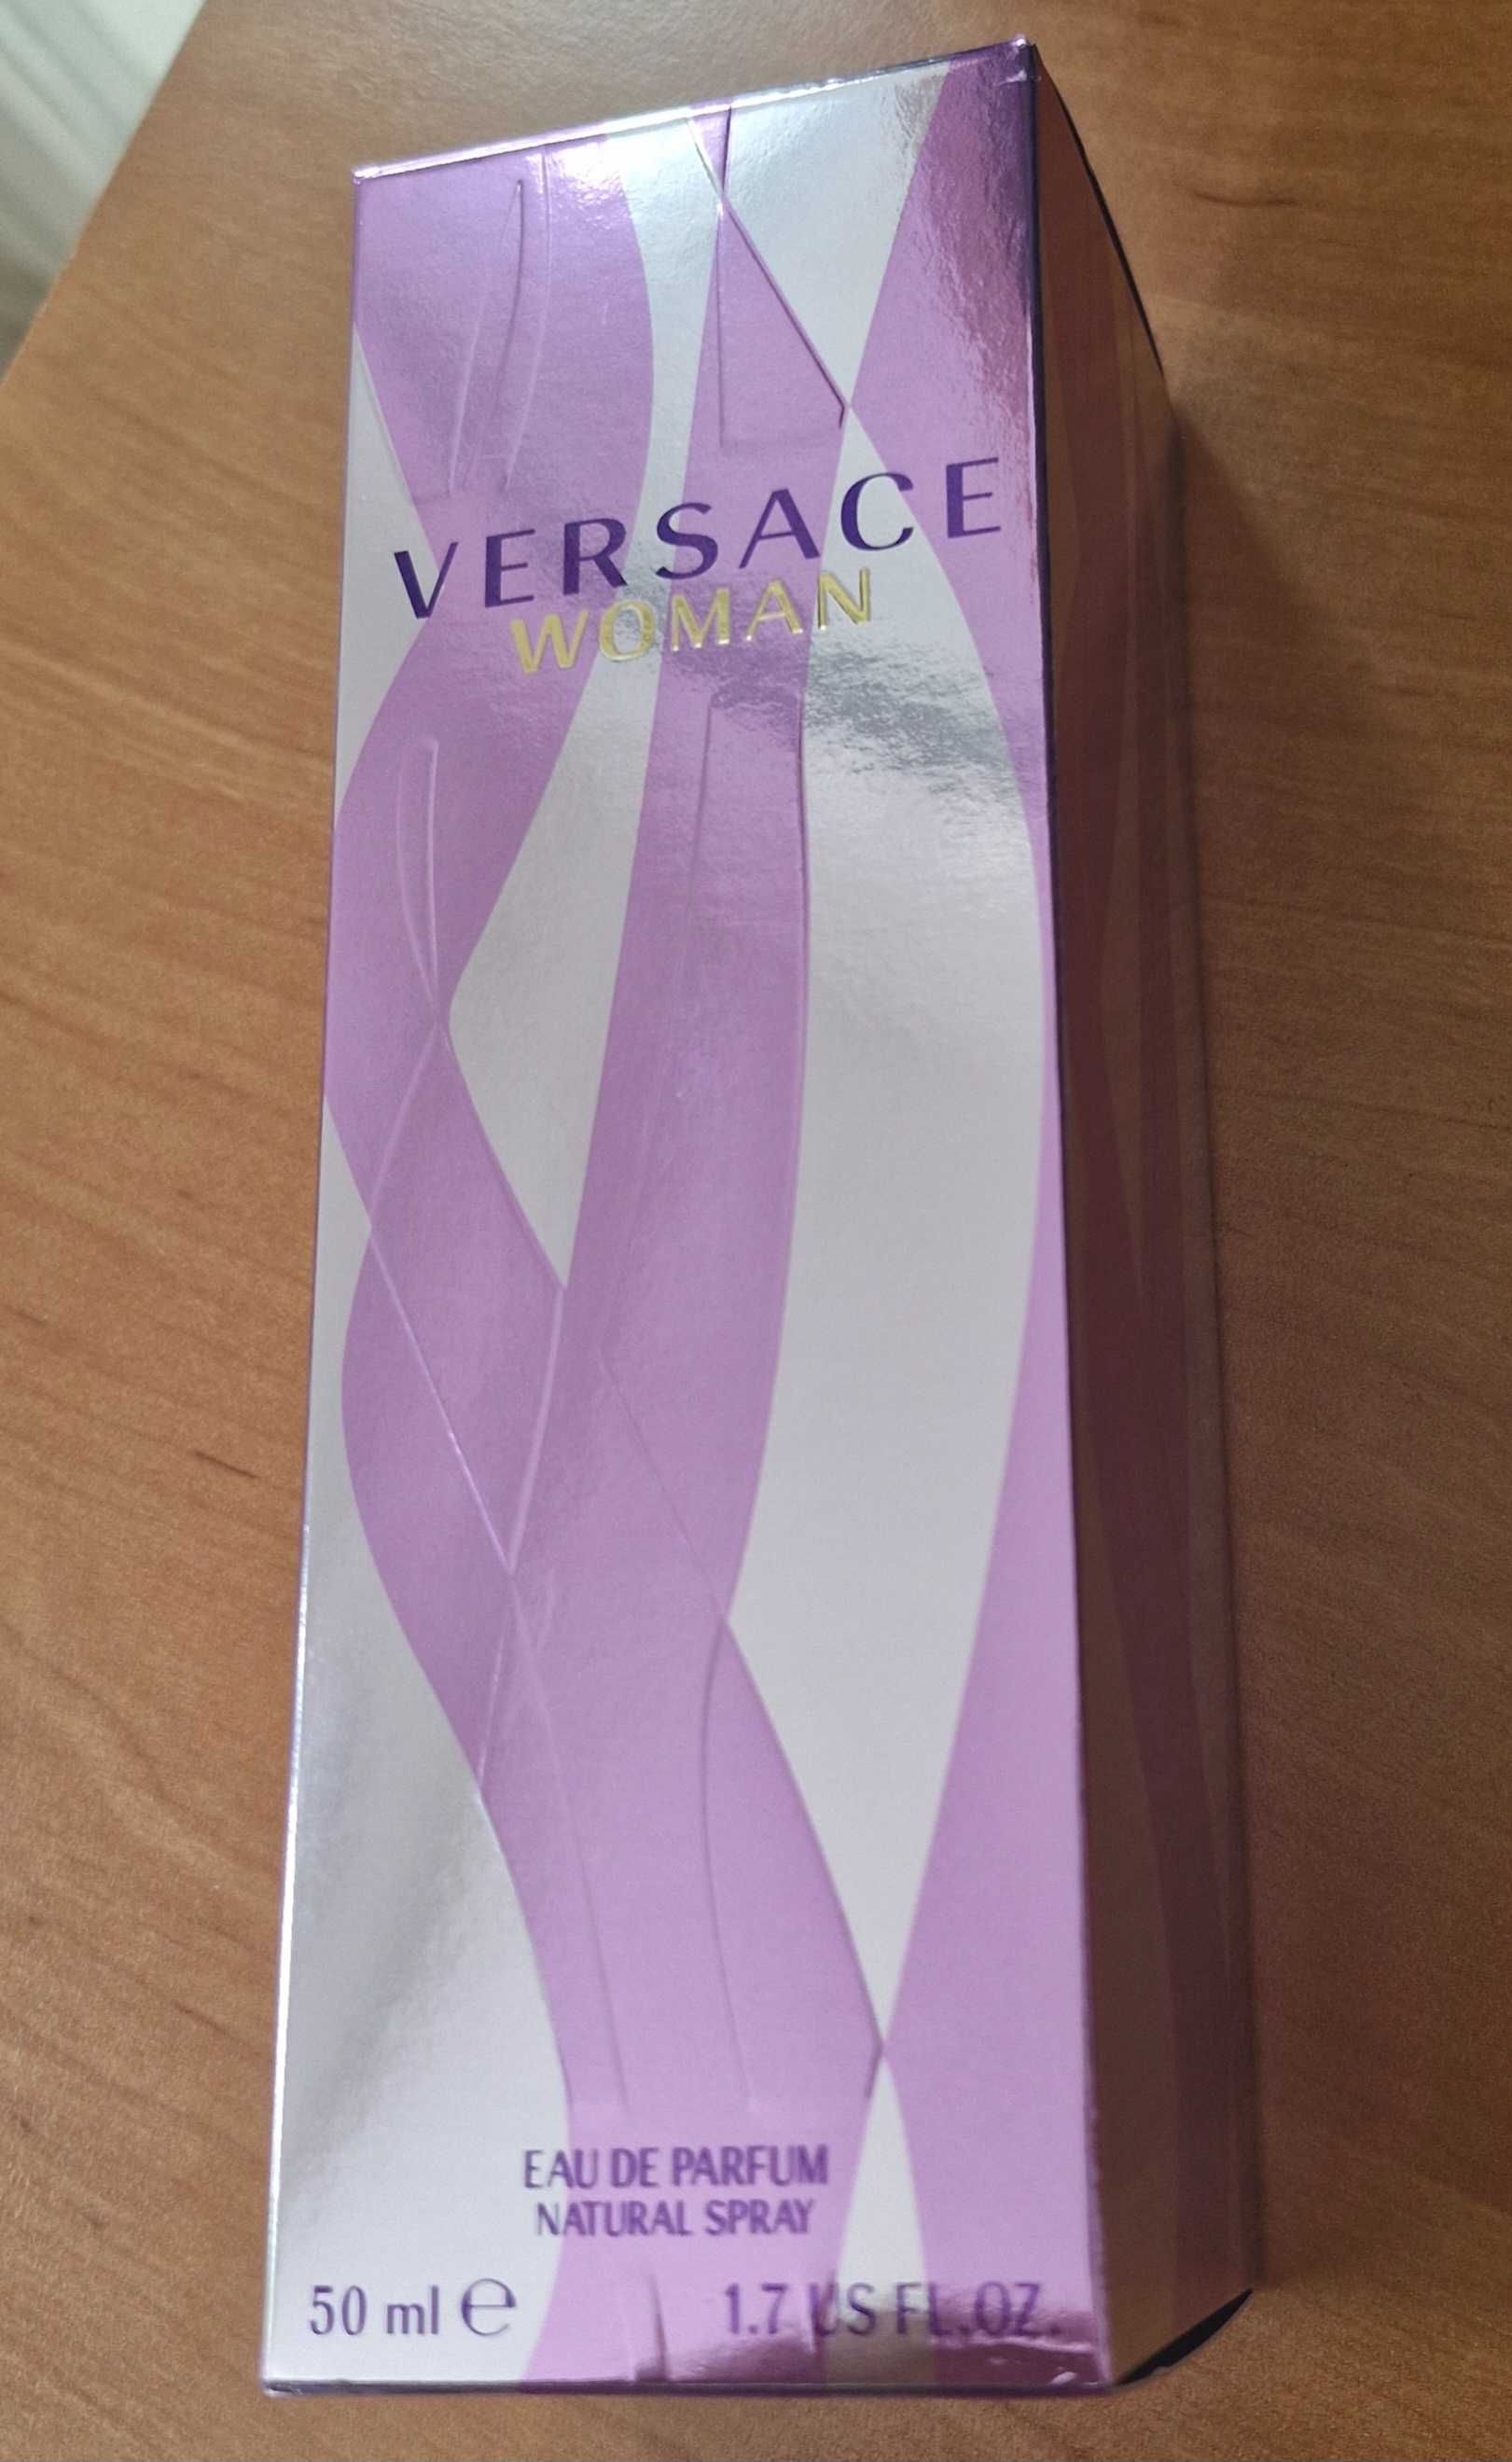 VERSACE
WOMAN
EAU DE PARFUM
NATURAL SPRAY
50 ml ℮ 1.7 US FL.OZ.